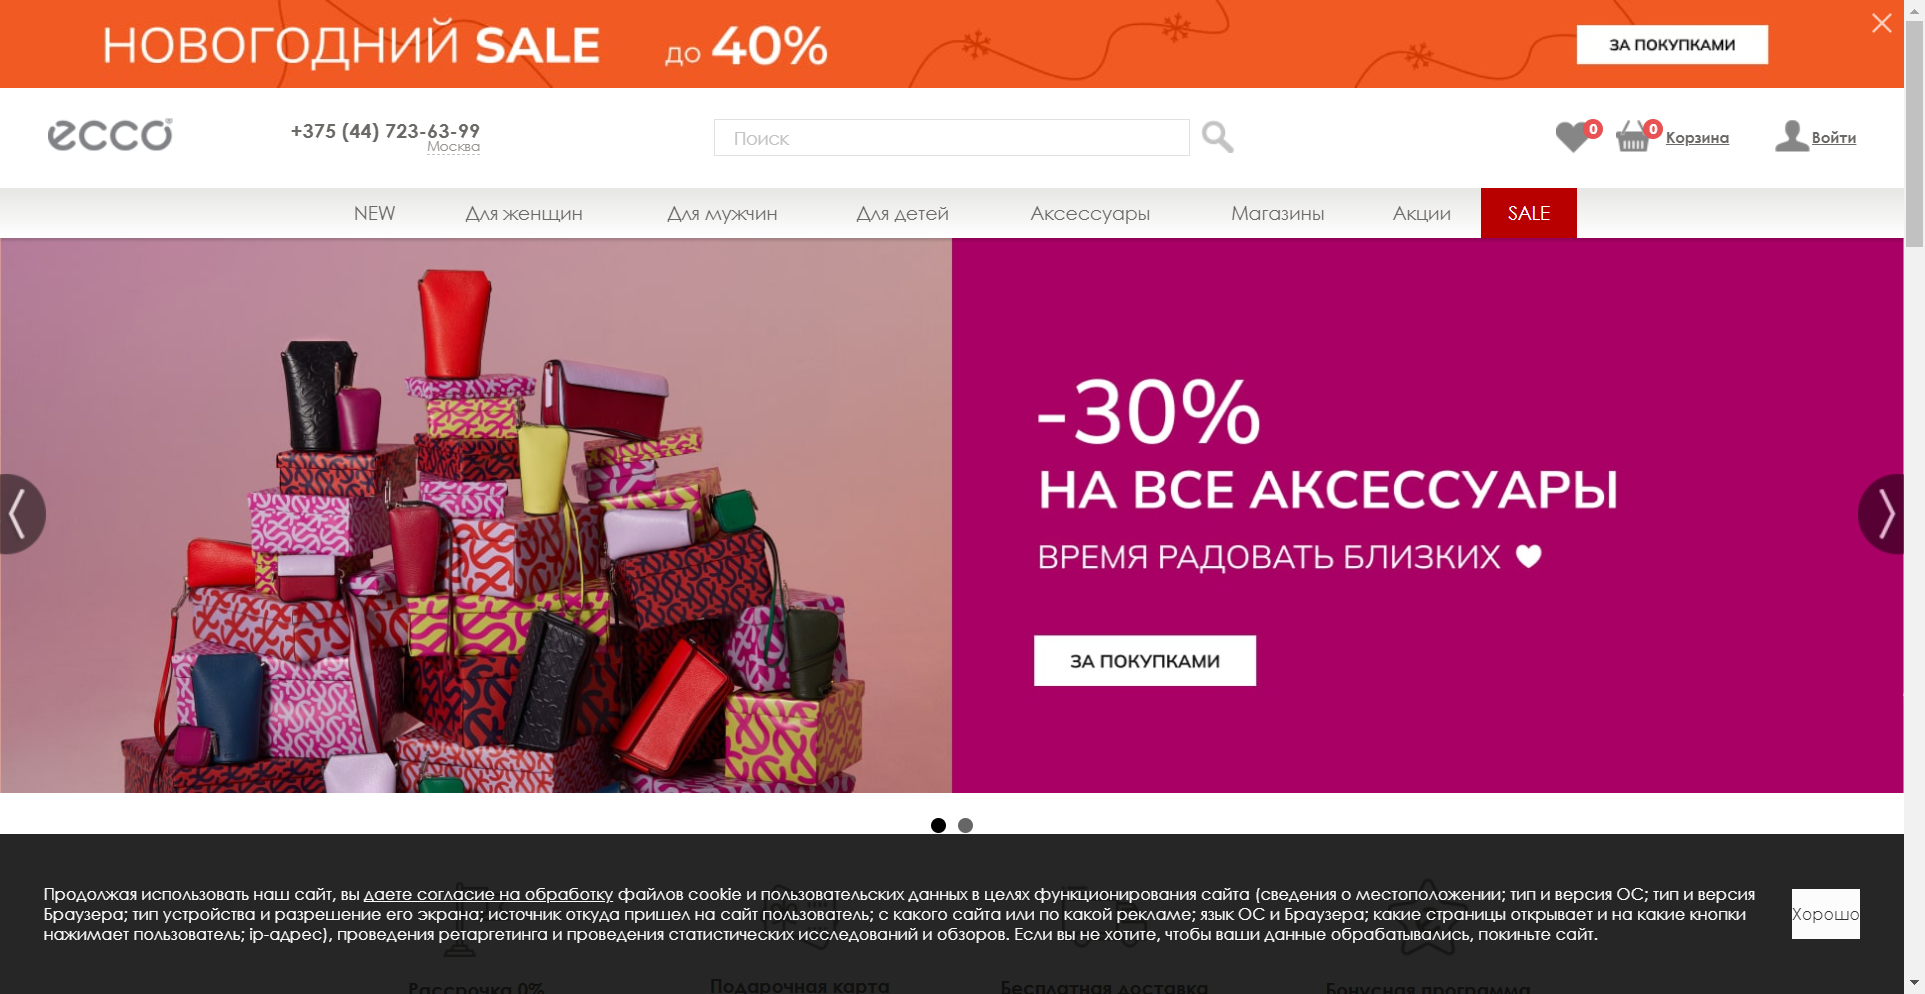 НОВОГОДНИЙ SALE до 40%
ЗА ПОКУПКАМИ
ecco
+375 (44) 723-63-99
Москва
Поиск
0
0
Корзина
Войти
NEW
Для женщин
Для мужчин
Для детей
Аксессуары
Магазины
Акции
SALE
-30%
НА ВСЕ АКСЕССУАРЫ
ВРЕМЯ РАДОВАТЬ БЛИЗКИХ
ЗА ПОКУПКАМИ
Продолжая использовать наш сайт, вы даете согласие на обработку файлов cookie и пользовательских данных в целях функционирования сайта (сведения о местоположении; тип и версия ОС; тип и версия
Браузера; тип устройства и разрешение его экрана; источник откуда пришел на сайт пользователь; с какого сайта или по какой рекламе; язык ОС и Браузера; какие страницы открывает и на какие кнопки
нажимает пользователь; ip-адрес), проведения ретаргетинга и проведения статистических исследований и обзоров. Если вы не хотите, чтобы ваши данные обрабатывались, покиньте сайт.
Хорошо
Рассрочка 0%
Подарочная карта
Бесплатная доставка
Бонусная программа